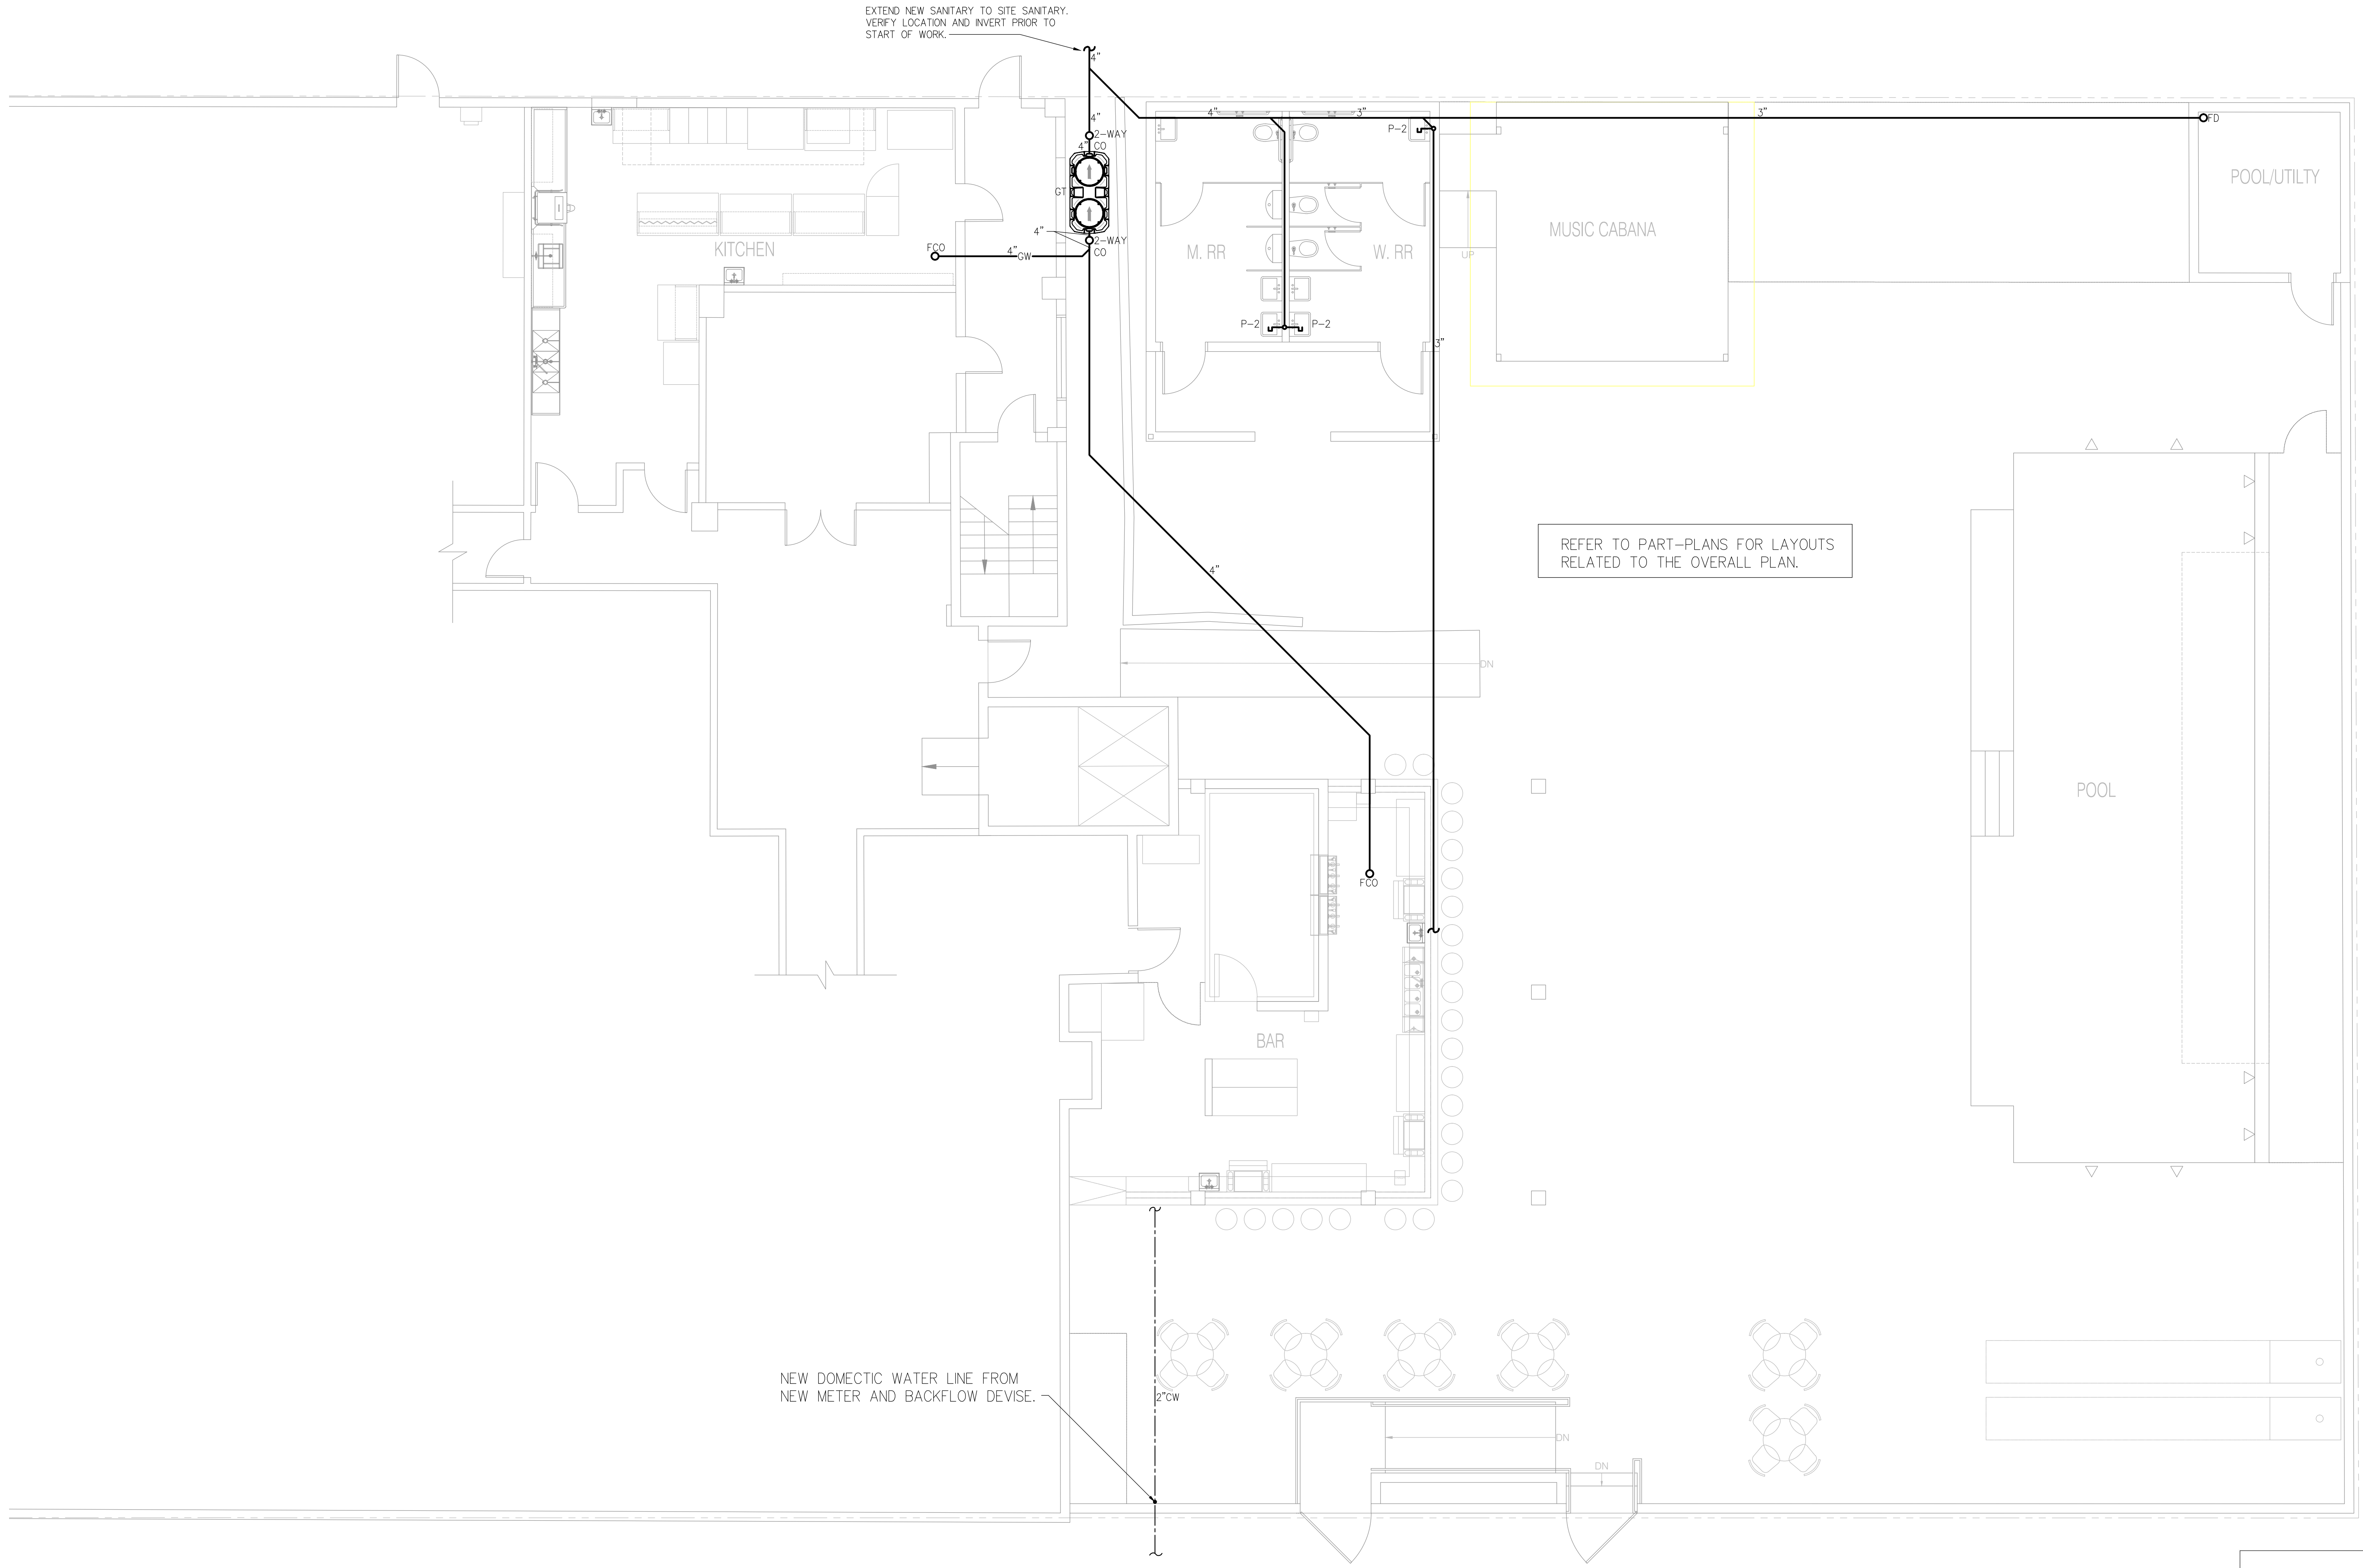 EXTEND NEW SANITARY TO SITE SANITARY.
VERIFY LOCATION AND INVERT PRIOR TO
START OF WORK.
4"
4"
4"
3"
3"
FD
2-WAY
CO
4"
P-2
POOL/UTILTY
GT
MUSIC CABANA
4"
2-WAY
CO
FCO
4"
GW
KITCHEN
M. RR
W. RR
UP
P-2
P-2
3"
REFER TO PART-PLANS FOR LAYOUTS
RELATED TO THE OVERALL PLAN.
4"
DN
POOL
FCO
BAR
NEW DOMECTIC WATER LINE FROM
NEW METER AND BACKFLOW DEVISE.
2"CW
DN
DN